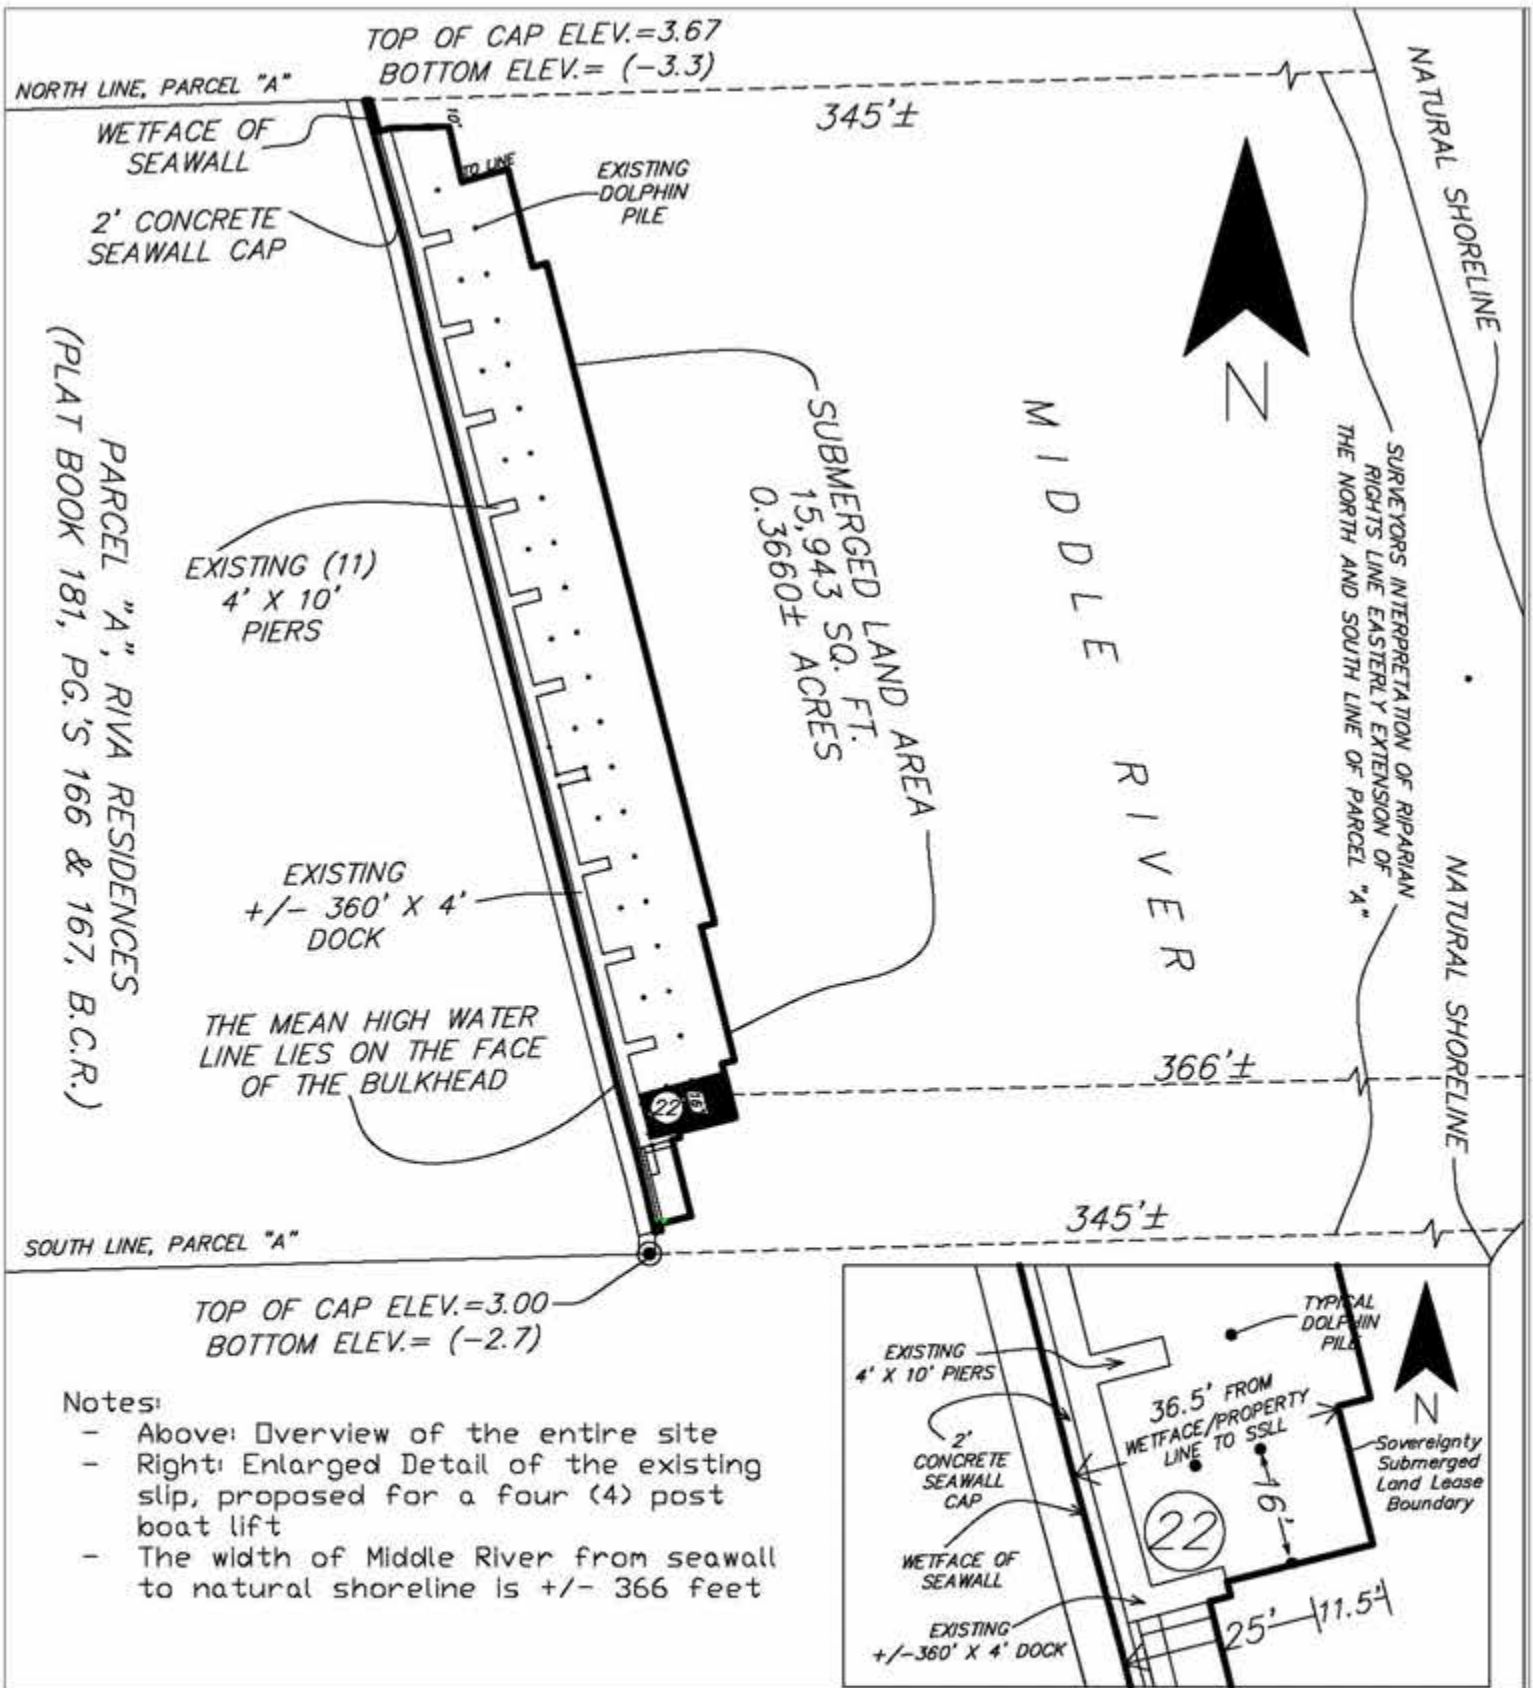 TOP OF CAP ELEV.=3.67
BOTTOM ELEV.= (-3.3)
NORTH LINE, PARCEL "A"
345'±
WETFACE OF
SEAWALL
10'
TO LINE
EXISTING
DOLPHIN
PILE
2' CONCRETE
SEAWALL CAP
NATURAL SHORELINE
N
PARCEL "A", RIVA RESIDENCES
(PLAT BOOK 181, PG.'S 166 & 167, B.C.R.)
SUBMERGED LAND AREA
15,943 SQ. FT.
0.3660± ACRES
MIDDLE RIVER
SURVEYORS INTERPRETATION OF RIPARIAN
RIGHTS LINE EASTERLY EXTENSION OF
THE NORTH AND SOUTH LINE OF PARCEL "A"
EXISTING (11)
4' X 10'
PIERS
EXISTING
+/- 360' X 4'
DOCK
NATURAL SHORELINE
THE MEAN HIGH WATER
LINE LIES ON THE FACE
OF THE BULKHEAD
366'±
22
16'
345'±
SOUTH LINE, PARCEL "A"
TOP OF CAP ELEV.=3.00
BOTTOM ELEV.= (-2.7)
Notes:
- Above: Overview of the entire site
- Right: Enlarged Detail of the existing
slip, proposed for a four (4) post
boat lift
- The width of Middle River from seawall
to natural shoreline is +/- 366 feet
TYPICAL
DOLPHIN
PILE
EXISTING
4' X 10' PIERS
36.5' FROM
WETFACE/PROPERTY
LINE TO SSLL
N
2'
CONCRETE
SEAWALL
CAP
Sovereignty
Submerged
Land Lease
Boundary
16'
22
WETFACE OF
SEAWALL
EXISTING
+/-360' X 4' DOCK
25'
11.5'